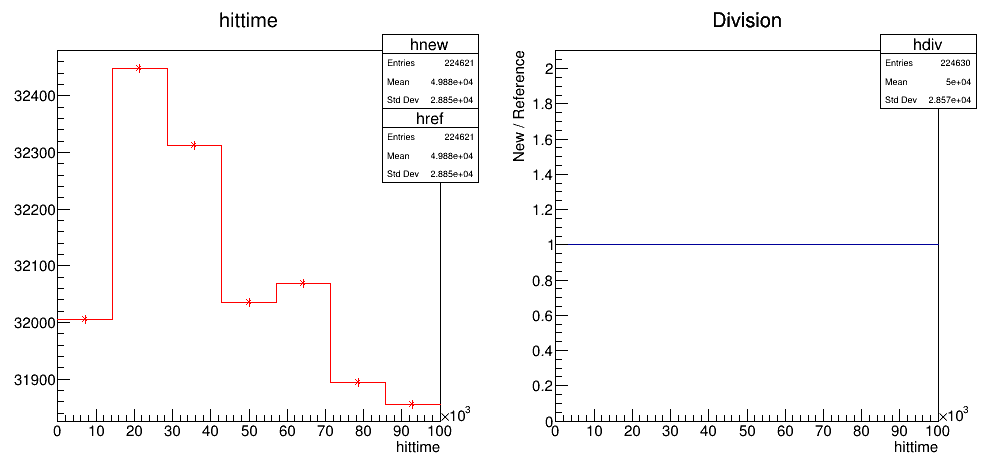 hittime
hnew
Entries 224621
Mean 4.988e+04
Std Dev 2.885e+04
href
Entries 224621
Mean 4.988e+04
Std Dev 2.885e+04
32400
32300
32200
32100
32000
31900
0 10 20 30 40 50 60 70 80 90 100
×10³
hittime
Division
hdiv
Entries 224630
Mean 5e+04
Std Dev 2.857e+04
New / Reference
2
1.8
1.6
1.4
1.2
1
0.8
0.6
0.4
0.2
0
0 10 20 30 40 50 60 70 80 90 100
×10³
hittime